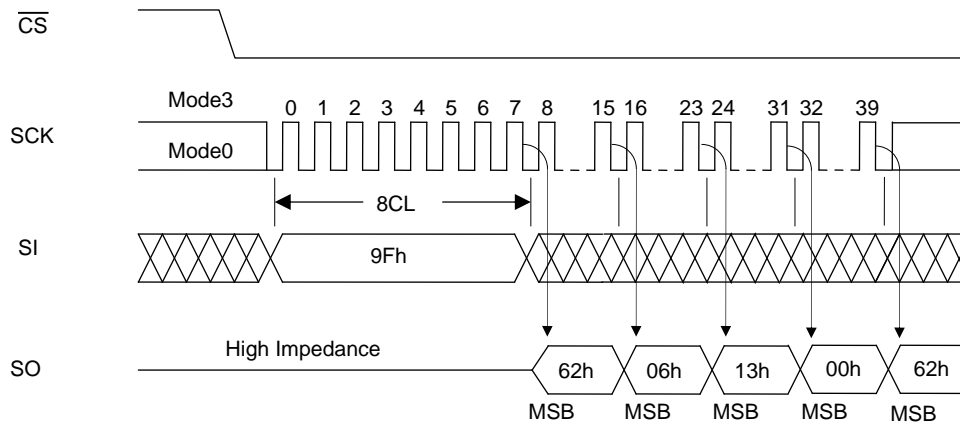 CS
Mode3
0 1 2 3 4 5 6 7 8 15 16 23 24 31 32 39
SCK
Mode0
8CL
SI
9Fh
High Impedance
SO
62h 06h 13h 00h 62h
MSB MSB MSB MSB MSB